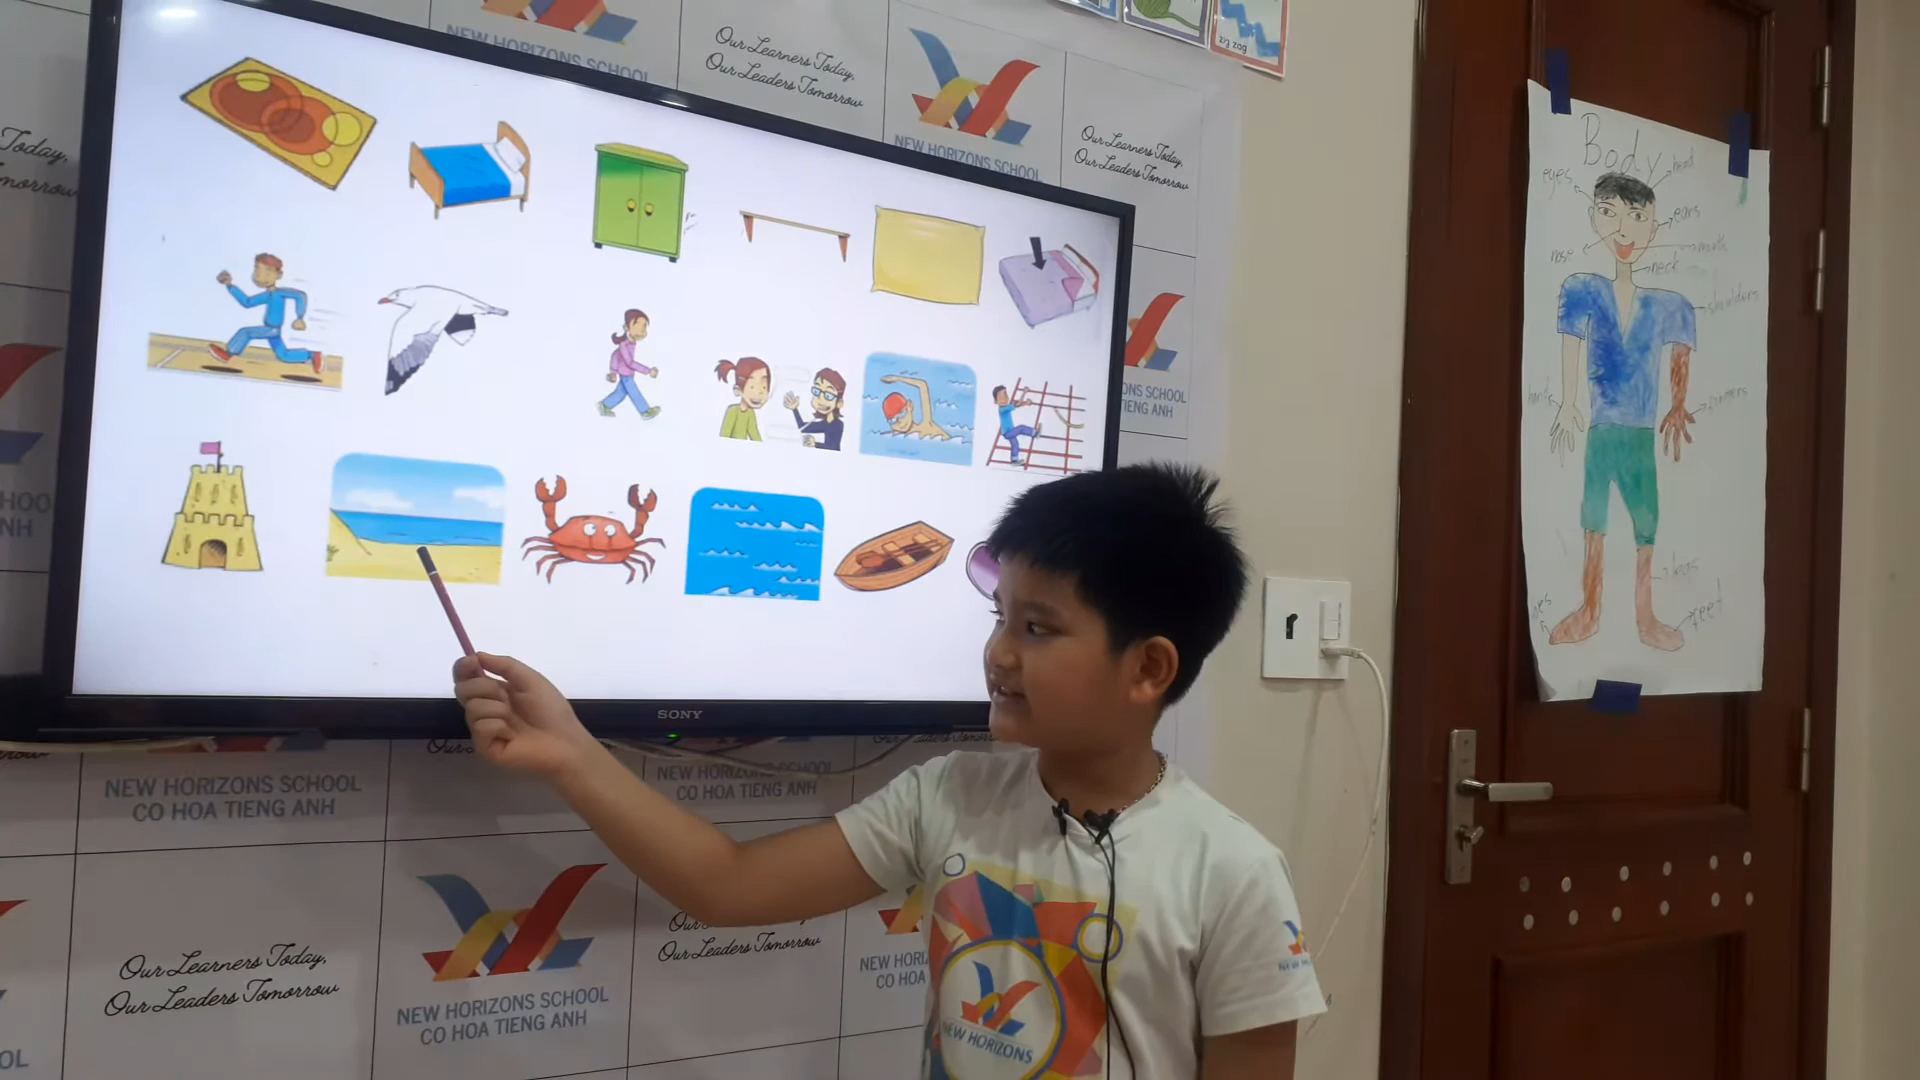 NEW HORIZONS SCHOOL
Our Learners Today,
Our Leaders Tomorrow
NEW HORIZONS SCHOOL
Our Learners Today,
Our Leaders Tomorrow
Today,
morrow
ONS SCHOOL
TIENG ANH
SONY
NEW HORIZONS SCHOOL
CO HOA TIENG ANH
NEW HORIZONS SCHOOL
CO HOA TIENG ANH
Our Learners Today,
Our Leaders Tomorrow
NEW HORIZONS SCHOOL
CO HOA TIENG ANH
Our Leaders Tomorrow
NEW HORIZONS
Body
eyes
head
ears
nose
mouth
neck
shoulders
hands
fingers
legs
feet